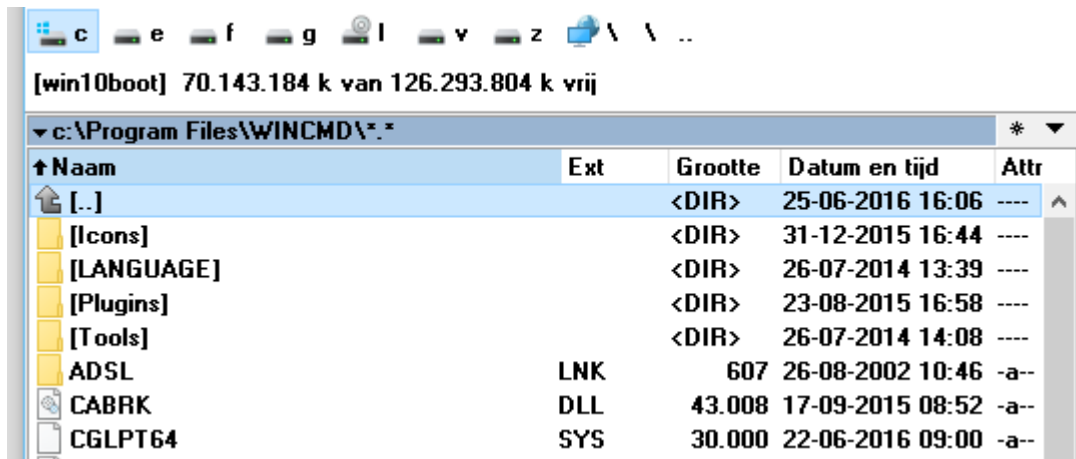 c e f g l v z \ \ ..
[win10boot] 70.143.184 k van 126.293.804 k vrij
c:\Program Files\WINCMD\*.* *
Naam Ext Grootte Datum en tijd Attr
[..] <DIR> 25-06-2016 16:06 ----
[Icons] <DIR> 31-12-2015 16:44 ----
[LANGUAGE] <DIR> 26-07-2014 13:39 ----
[Plugins] <DIR> 23-08-2015 16:58 ----
[Tools] <DIR> 26-07-2014 14:08 ----
ADSL LNK 607 26-08-2002 10:46 -a--
CABRK DLL 43.008 17-09-2015 08:52 -a--
CGLPT64 SYS 30.000 22-06-2016 09:00 -a--